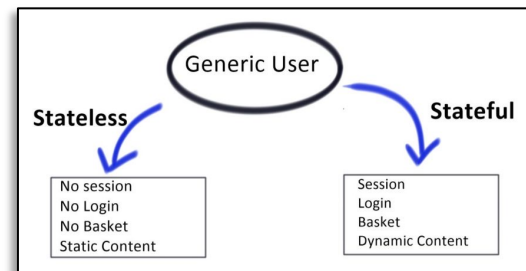 Generic User
Stateless
Stateful
No session
No Login
No Basket
Static Content
Session
Login
Basket
Dynamic Content